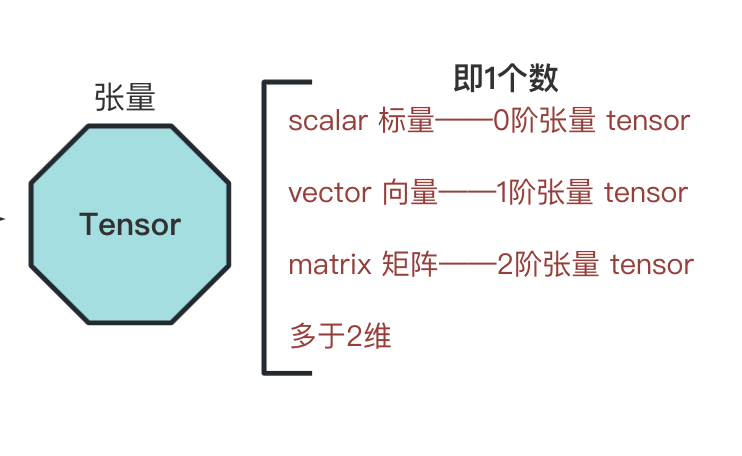 张量
Tensor
即1个数
scalar 标量——0阶张量 tensor
vector 向量——1阶张量 tensor
matrix 矩阵——2阶张量 tensor
多于2维